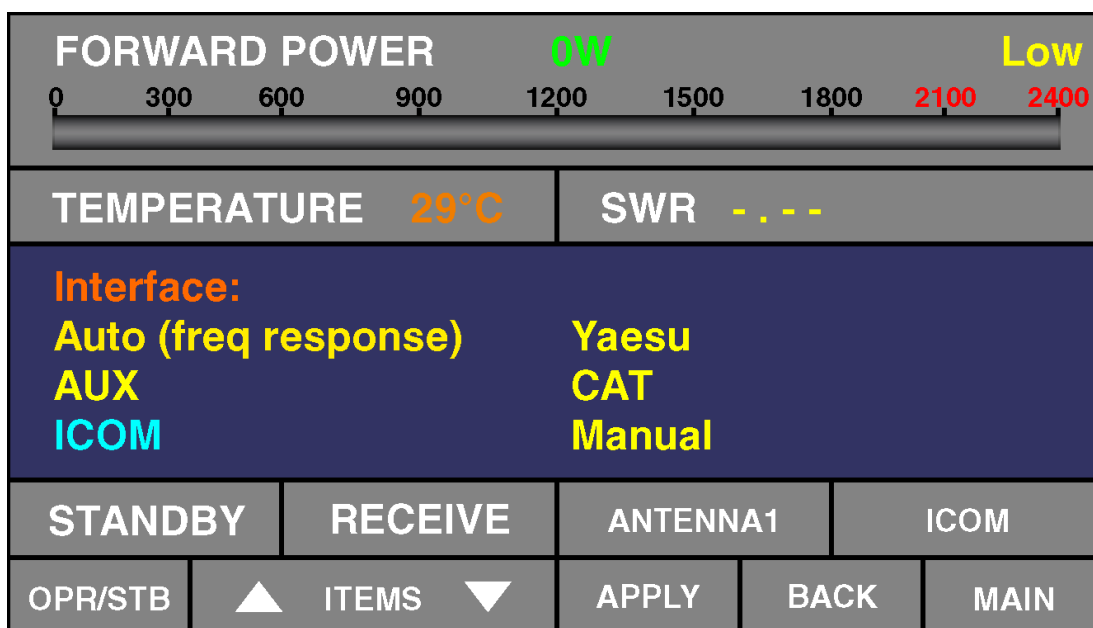 FORWARD POWER 0W Low
0 300 600 900 1200 1500 1800 2100 2400
TEMPERATURE 29°C SWR -.--
Interface:
Auto (freq response) Yaesu
AUX CAT
ICOM Manual
STANDBY RECEIVE ANTENNA1 ICOM
OPR/STB ▲ ITEMS ▼ APPLY BACK MAIN